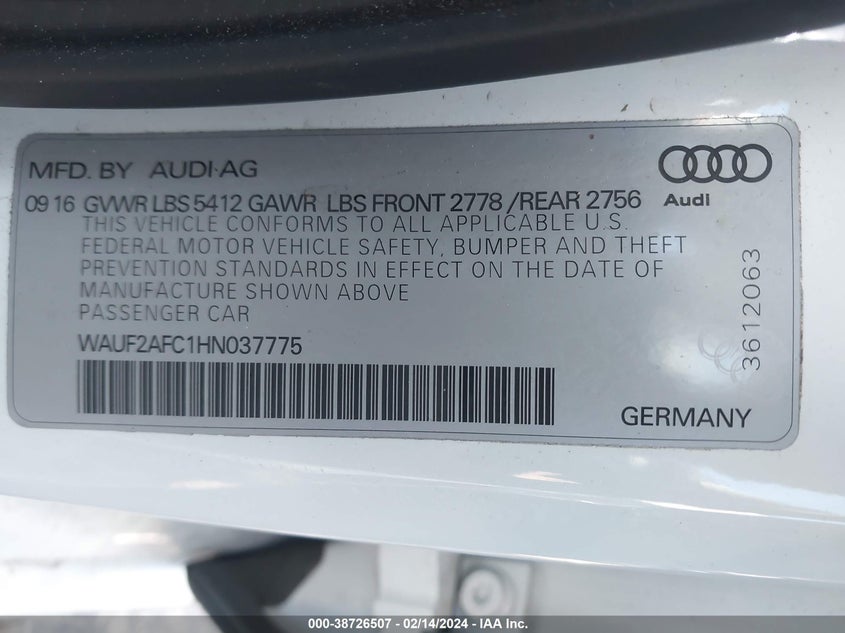 MFD. BY AUDI·AG
09 16 GVWR LBS 5412 GAWR LBS FRONT 2778 /REAR 2756
Audi
THIS VEHICLE CONFORMS TO ALL APPLICABLE U.S.
FEDERAL MOTOR VEHICLE SAFETY, BUMPER AND THEFT
PREVENTION STANDARDS IN EFFECT ON THE DATE OF
MANUFACTURE SHOWN ABOVE
PASSENGER CAR
WAUF2AFC1HN037775
3612063
GERMANY
000-38726507 - 02/14/2024 - IAA Inc.